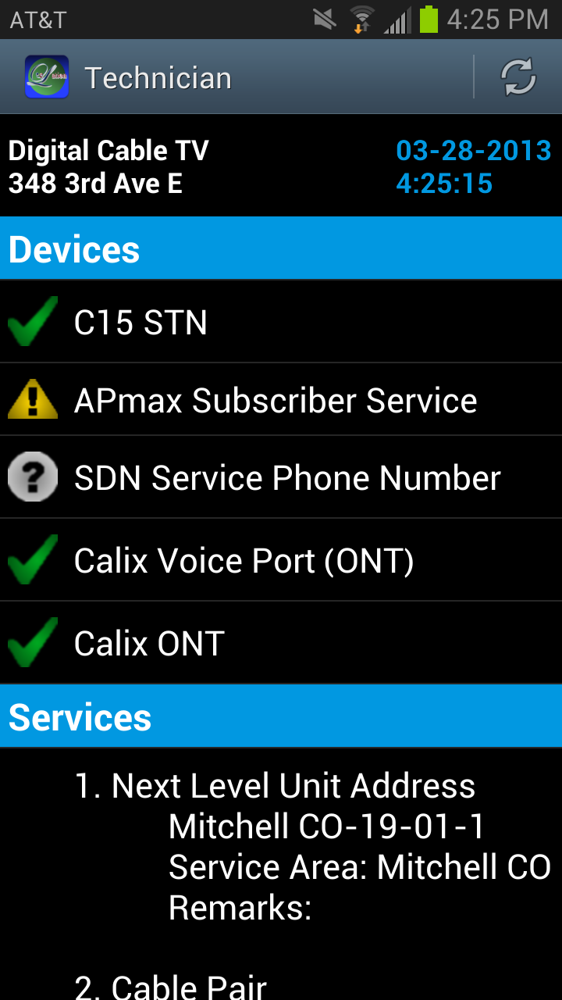 AT&T 4:25 PM
Technician
Digital Cable TV 03-28-2013
348 3rd Ave E 4:25:15
Devices
C15 STN
APmax Subscriber Service
SDN Service Phone Number
Calix Voice Port (ONT)
Calix ONT
Services
1. Next Level Unit Address
Mitchell CO-19-01-1
Service Area: Mitchell CO
Remarks:
2. Cable Pair